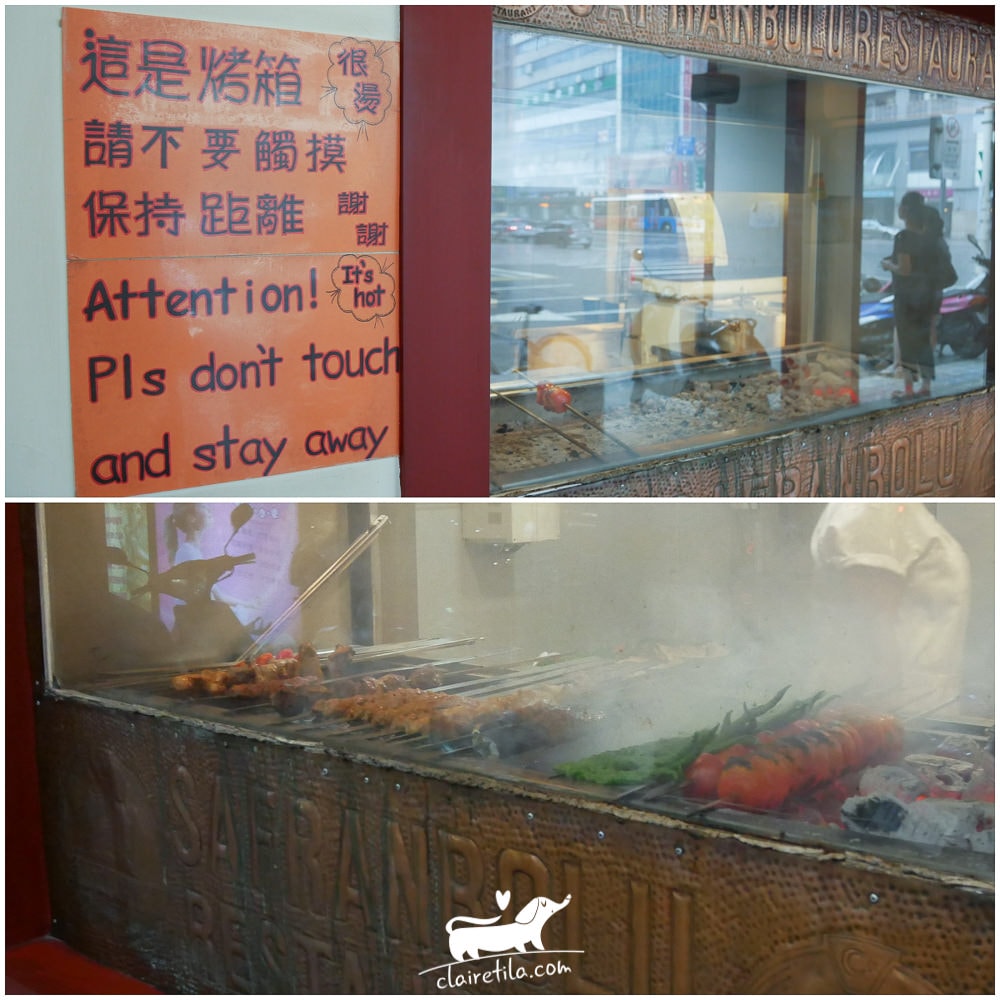 這是烤箱
很燙
請不要觸摸
保持距離
謝謝
Attention!
It's hot
Pls don't touch
and stay away
RESTAURANT
SAFRANBOLU RESTAURA
SAFRANBOLU
SAFRANBOLU
RESTA
clairetila.com